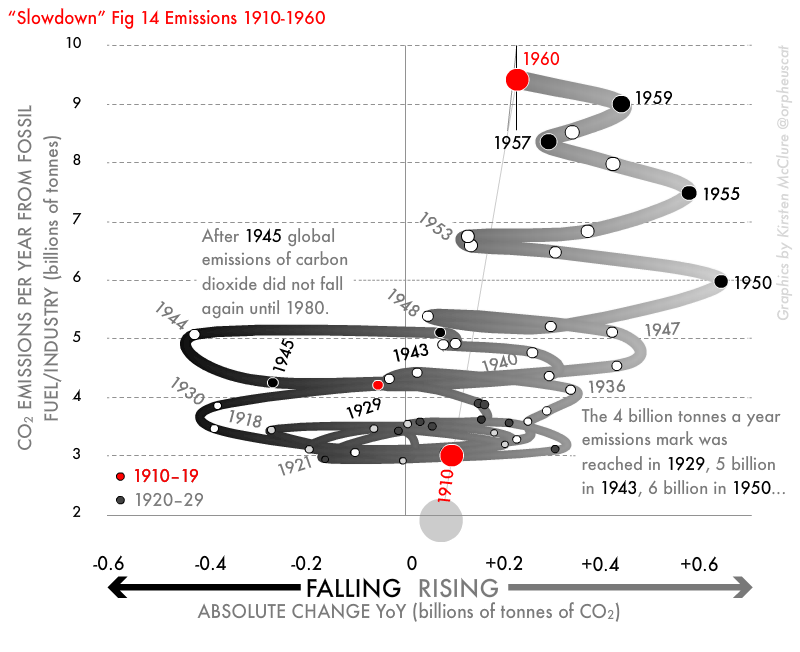 “Slowdown” Fig 14 Emissions 1910-1960
10
9
8
7
6
5
4
3
2
CO2 EMISSIONS PER YEAR FROM FOSSIL
FUEL/INDUSTRY (billions of tonnes)
Graphics by Kirsten McClure @orpheuscat
1960
1959
1957
1955
1953
After 1945 global
emissions of carbon
dioxide did not fall
again until 1980.
1950
1948
1944
1947
1943
1945
1940
1936
1930
1929
1918
1921
1910
The 4 billion tonnes a year
emissions mark was
reached in 1929, 5 billion
in 1943, 6 billion in 1950...
1910–19
1920–29
-0.6
-0.4
-0.2
0
+0.2
+0.4
+0.6
FALLING RISING
ABSOLUTE CHANGE YoY (billions of tonnes of CO2)